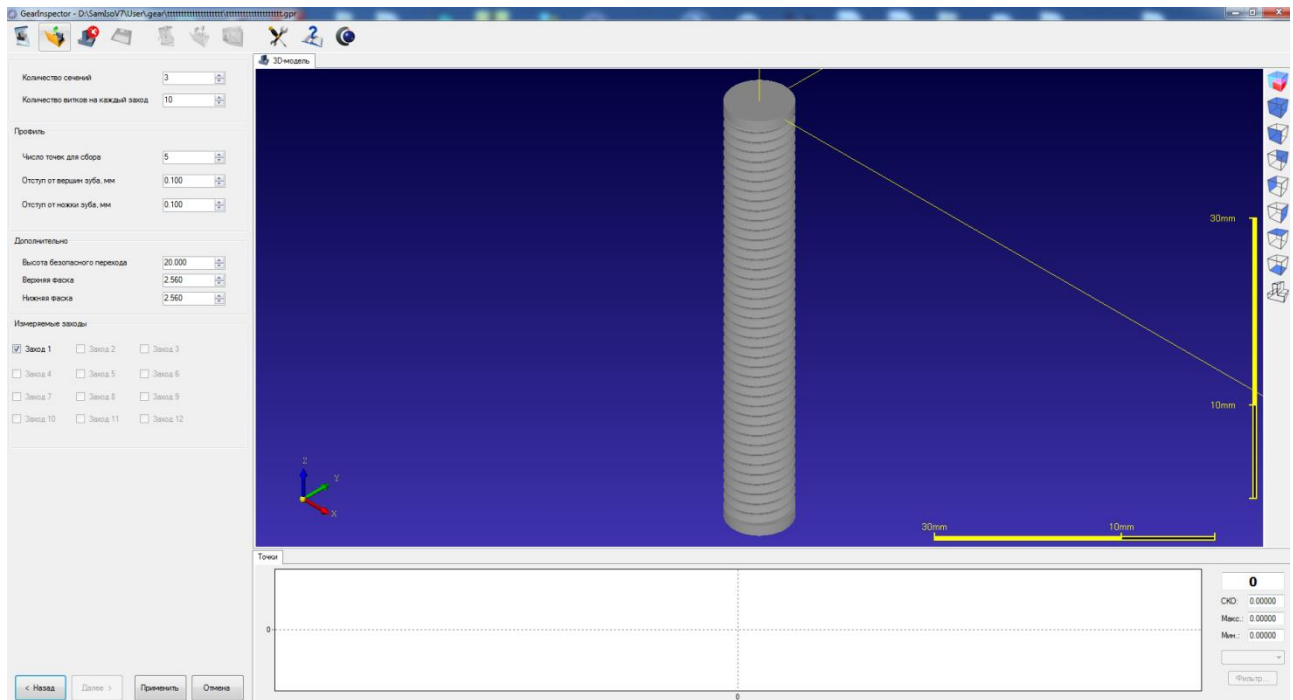 GearInspector - D:\SamIsoV7\User\.gear\tttttttttttttttttttttt\tttttttttttttttttttttt.gpr
3D-модель
Количество сечений 3
Количество витков на каждый заход 10
Профиль
Число точек для сбора 5
Отступ от вершин зуба, мм 0.100
Отступ от ножки зуба, мм 0.100
Дополнительно
Высота безопасного перехода 20.000
Верхняя фаска 2.560
Нижняя фаска 2.560
Измеряемые заходы
Заход 1 Заход 2 Заход 3
Заход 4 Заход 5 Заход 6
Заход 7 Заход 8 Заход 9
Заход 10 Заход 11 Заход 12
< Назад Далее > Применить Отмена
30mm
10mm
Z
Y
X
30mm 10mm
Точки
0
0
0
СКО: 0.00000
Макс.: 0.00000
Мин.: 0.00000
Фильтр...